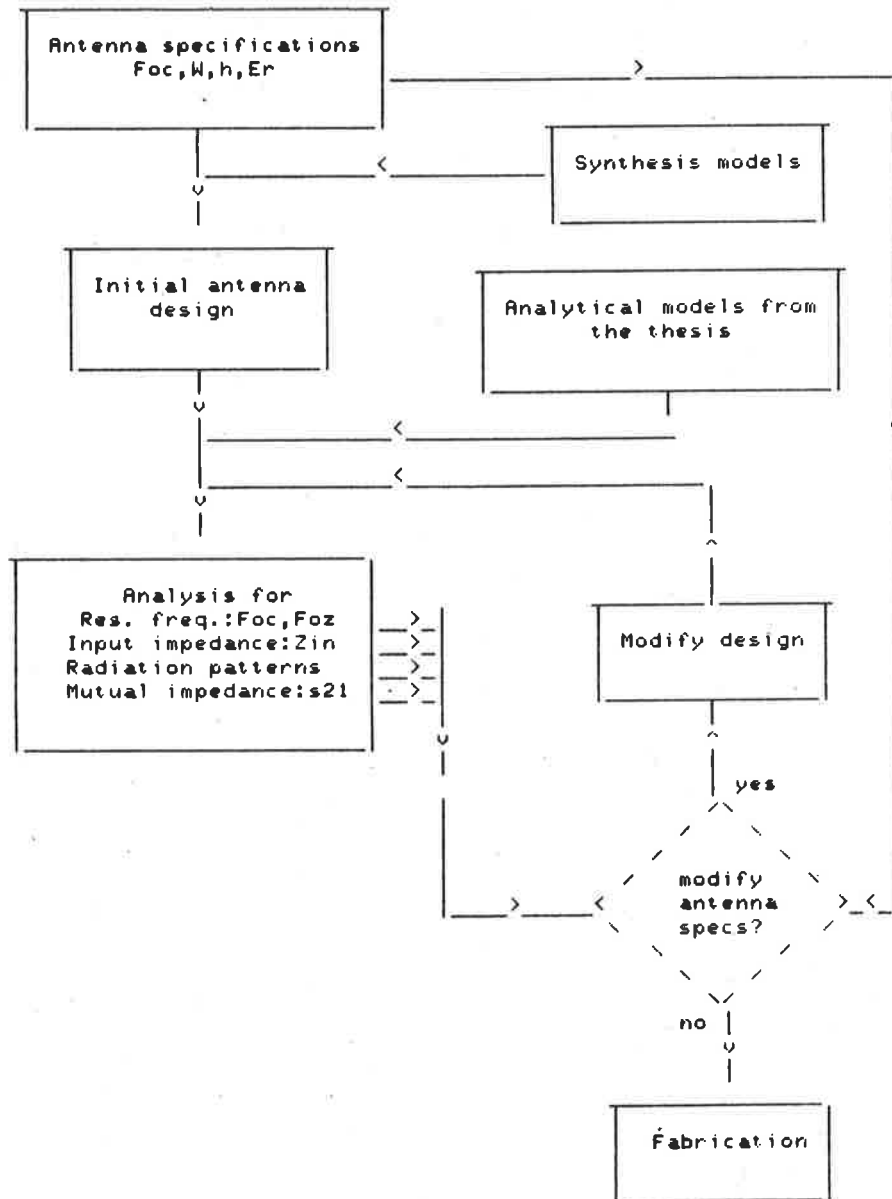 Antenna specifications
Foc,W,h,Er
Synthesis models
Initial antenna
design
Analytical models from
the thesis
Analysis for
Res. freq.:Foc,Foz
Input impedance:Zin
Radiation patterns
Mutual impedance:s21
Modify design
yes
modify
antenna
specs?
no
Fabrication